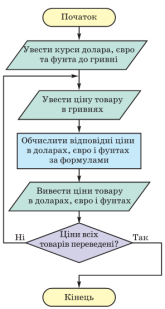 Початок
Увести курси долара, євро
та фунта до гривні
Увести ціну товару
в гривнях
Обчислити відповідні ціни
в доларах, євро і фунтах
за формулами
Вивести ціни товару
в доларах, євро і фунтах
Ні
Ціни всіх
товарів переведені?
Так
Кінець